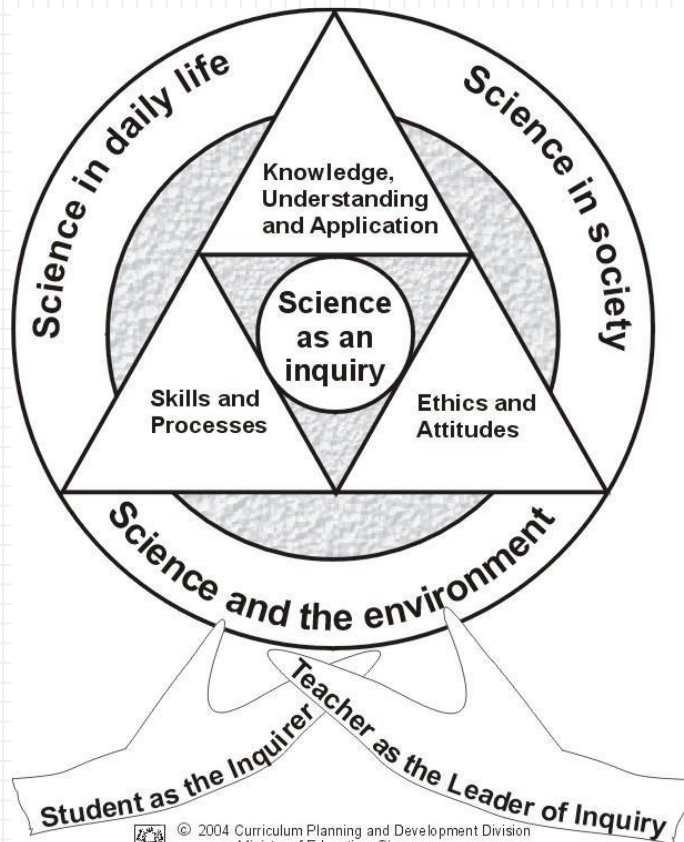 Science in daily life
Science in society
Knowledge,
Understanding
and Application
Science
as an
inquiry
Skills and
Processes
Ethics and
Attitudes
Science and the environment
Student as the Inquirer
Teacher as the Leader of Inquiry
© 2004 Curriculum Planning and Development Division